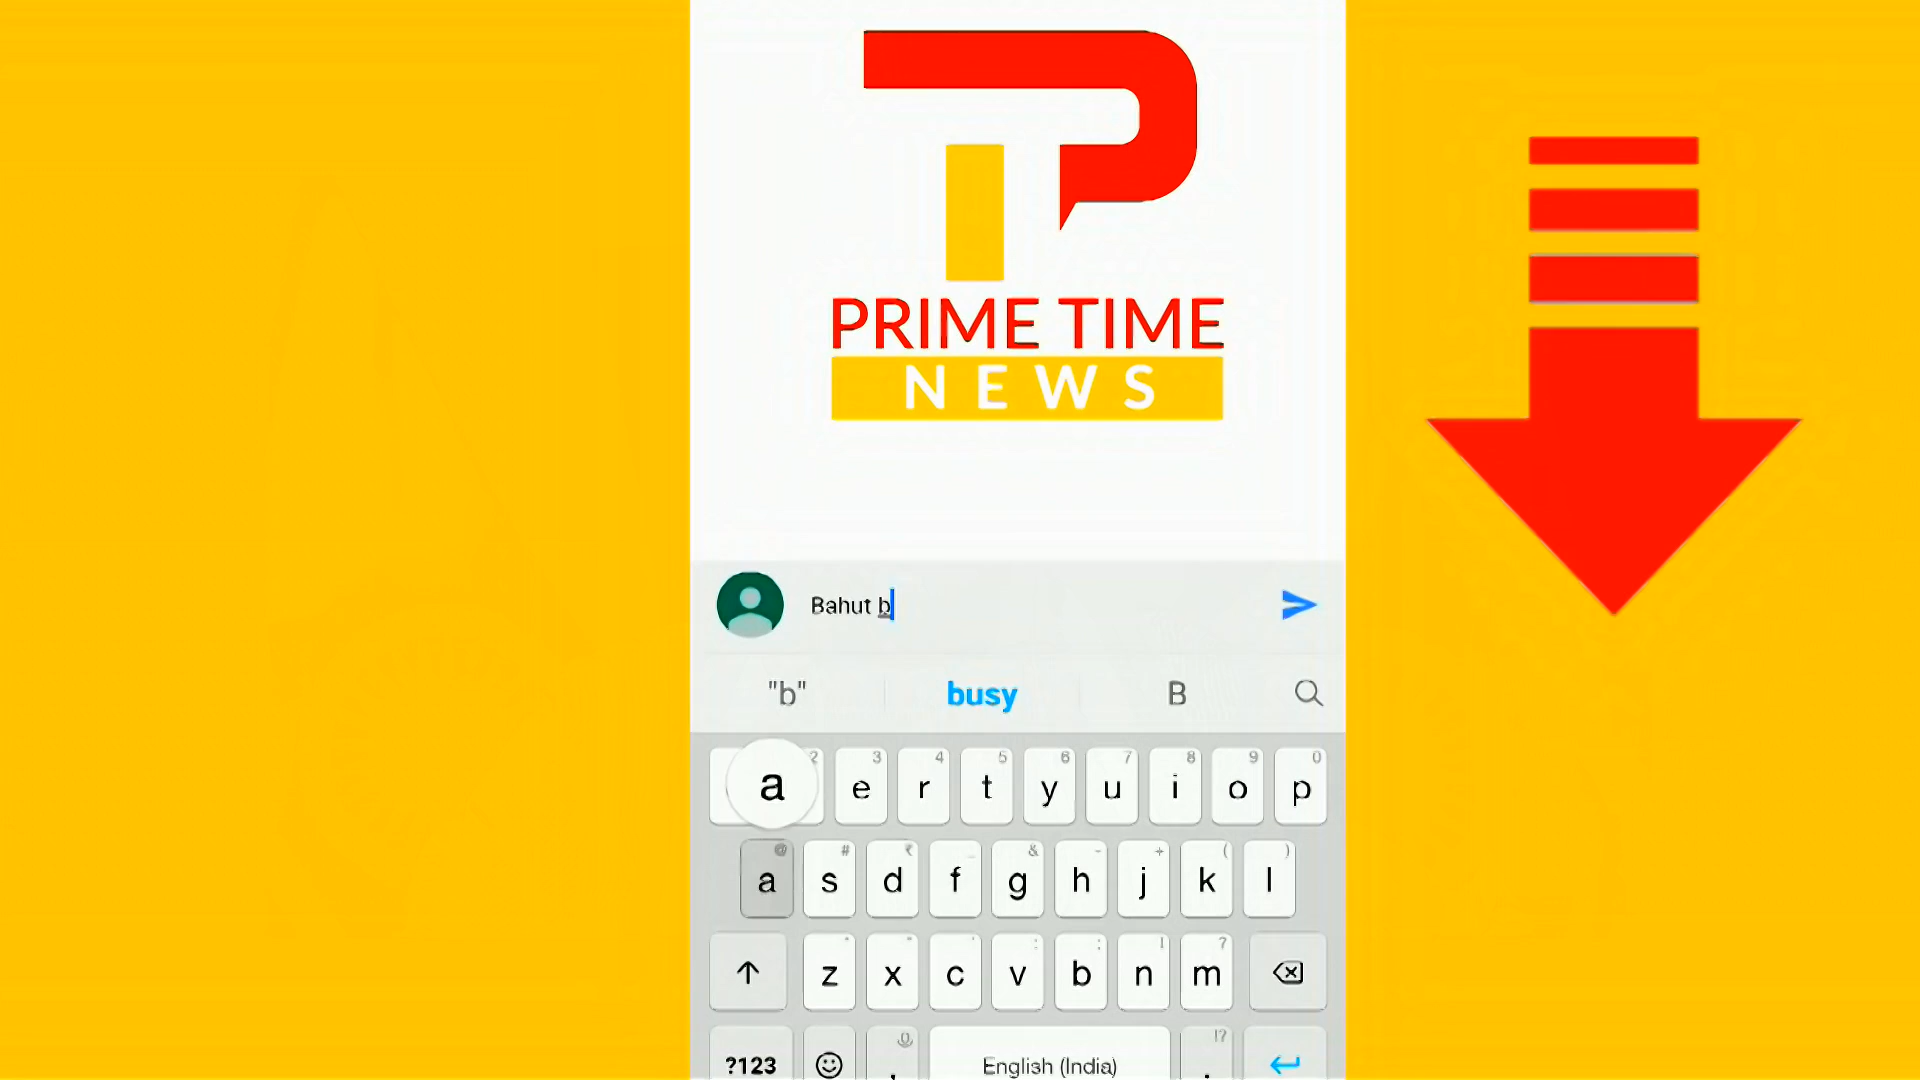 PRIME TIME
NEWS
Bahut b
"b" busy B
a 2 e 3 r 4 t 5 y 6 u 7 i 8 o 9 p 0
a @ s # d ₹ f _ g & h - j + k ( l )
z x c v : b ; n ! m ?
?123 , English (India) . !?